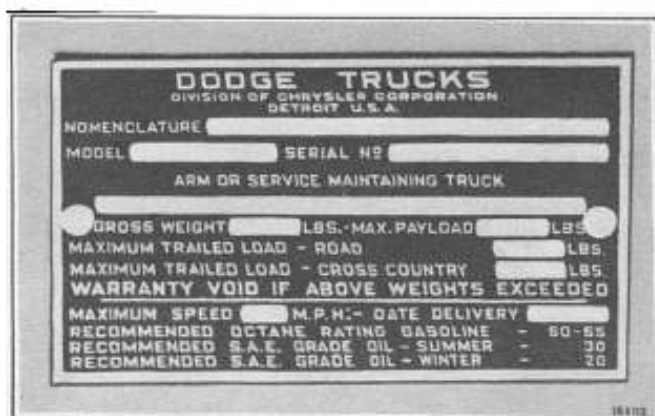 DODGE TRUCKS
DIVISION OF CHRYSLER CORPORATION
DETROIT U.S.A.
NOMENCLATURE
MODEL SERIAL Nº
ARM OR SERVICE MAINTAINING TRUCK
GROSS WEIGHT LBS.-MAX. PAYLOAD LBS
MAXIMUM TRAILED LOAD - ROAD LBS.
MAXIMUM TRAILED LOAD - CROSS COUNTRY LBS.
WARRANTY VOID IF ABOVE WEIGHTS EXCEEDED
MAXIMUM SPEED M.P.H.- DATE DELIVERY
RECOMMENDED OCTANE RATING GASOLINE - 60-65
RECOMMENDED S.A.E. GRADE OIL - SUMMER - 30
RECOMMENDED S.A.E. GRADE OIL - WINTER - 20